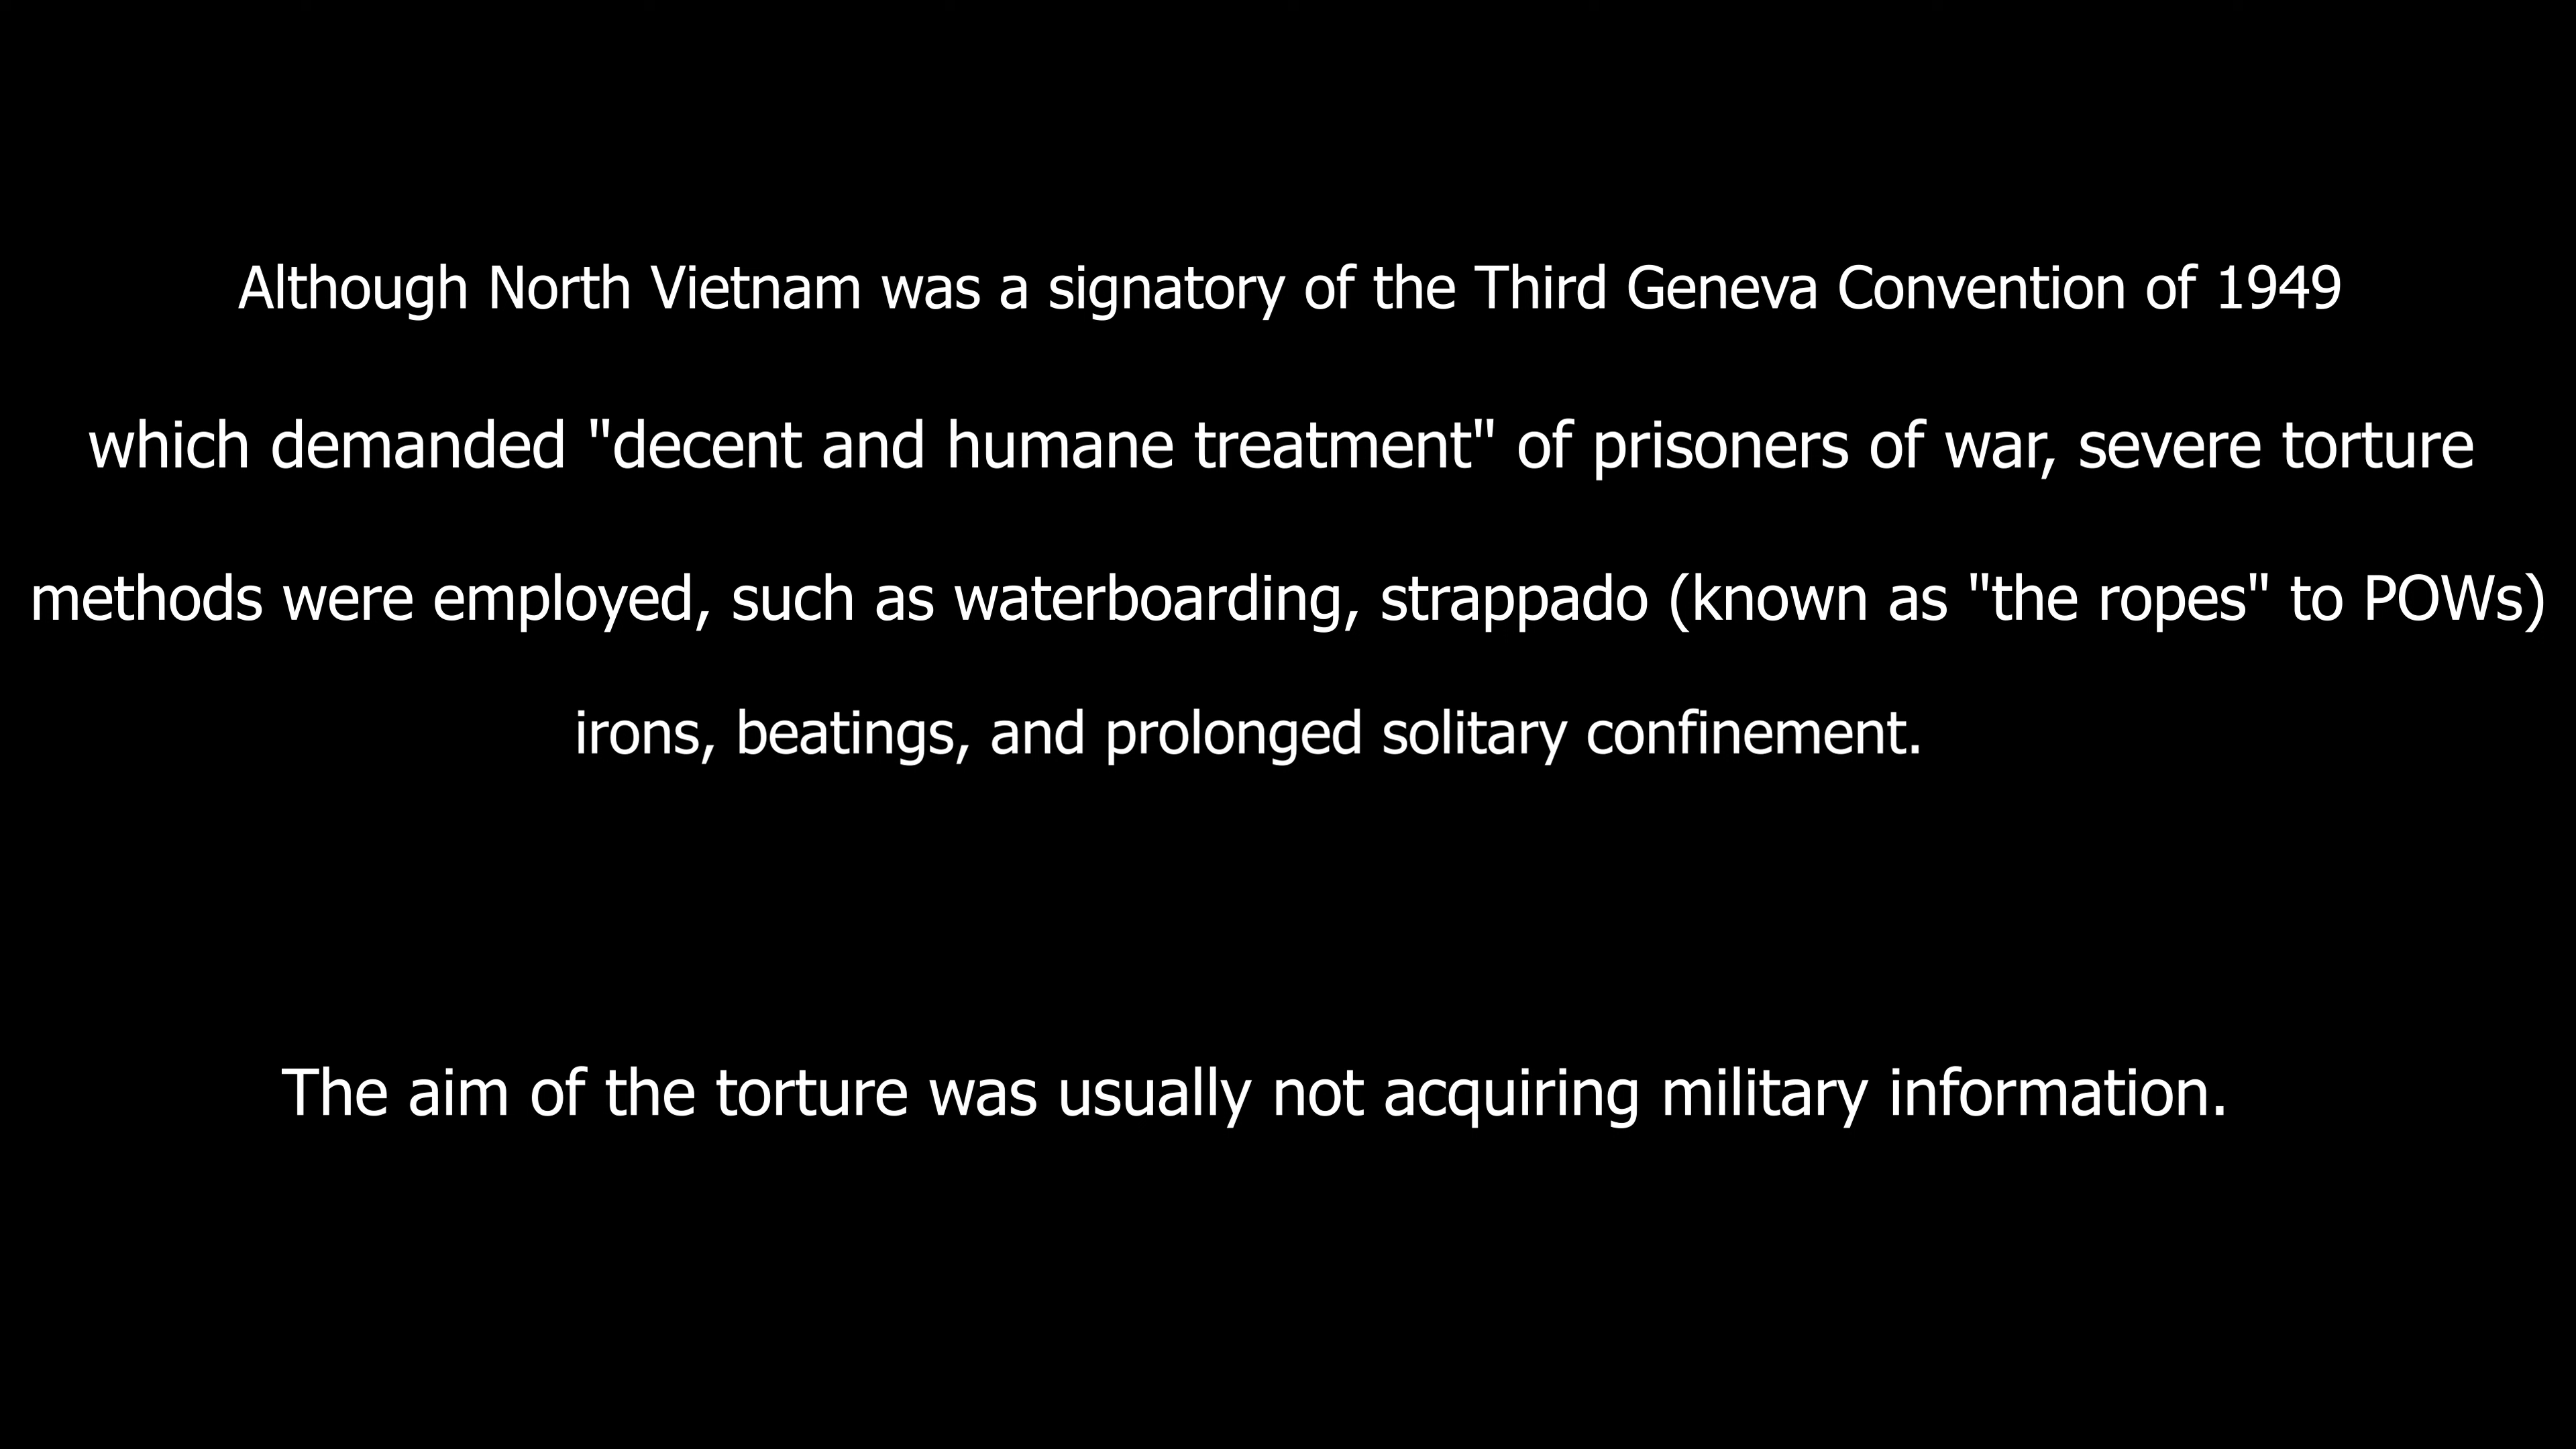 Although North Vietnam was a signatory of the Third Geneva Convention of 1949
which demanded "decent and humane treatment" of prisoners of war, severe torture
methods were employed, such as waterboarding, strappado (known as "the ropes" to POWs)
irons, beatings, and prolonged solitary confinement.
The aim of the torture was usually not acquiring military information.